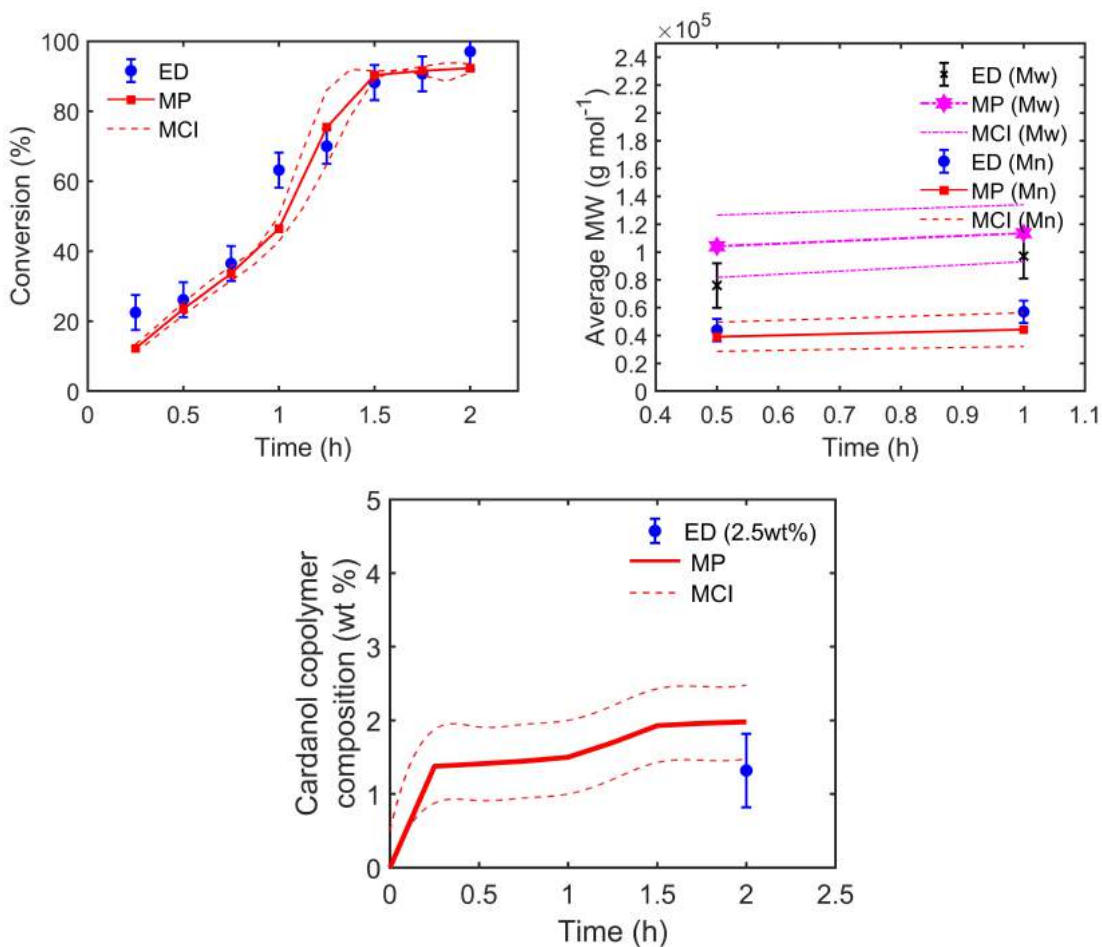 100
80
60
40
20
0
Conversion (%)
ED
MP
MCI
0 0.5 1 1.5 2
Time (h)
×10⁵
2.4
2.2
2
1.8
1.6
1.4
1.2
1
0.8
0.6
0.4
0.2
0
Average MW (g mol⁻¹)
ED (Mw)
MP (Mw)
MCI (Mw)
ED (Mn)
MP (Mn)
MCI (Mn)
0.4 0.5 0.6 0.7 0.8 0.9 1 1.1
Time (h)
5
4
3
2
1
0
Cardanol copolymer
composition (wt %)
ED (2.5wt%)
MP
MCI
0 0.5 1 1.5 2 2.5
Time (h)